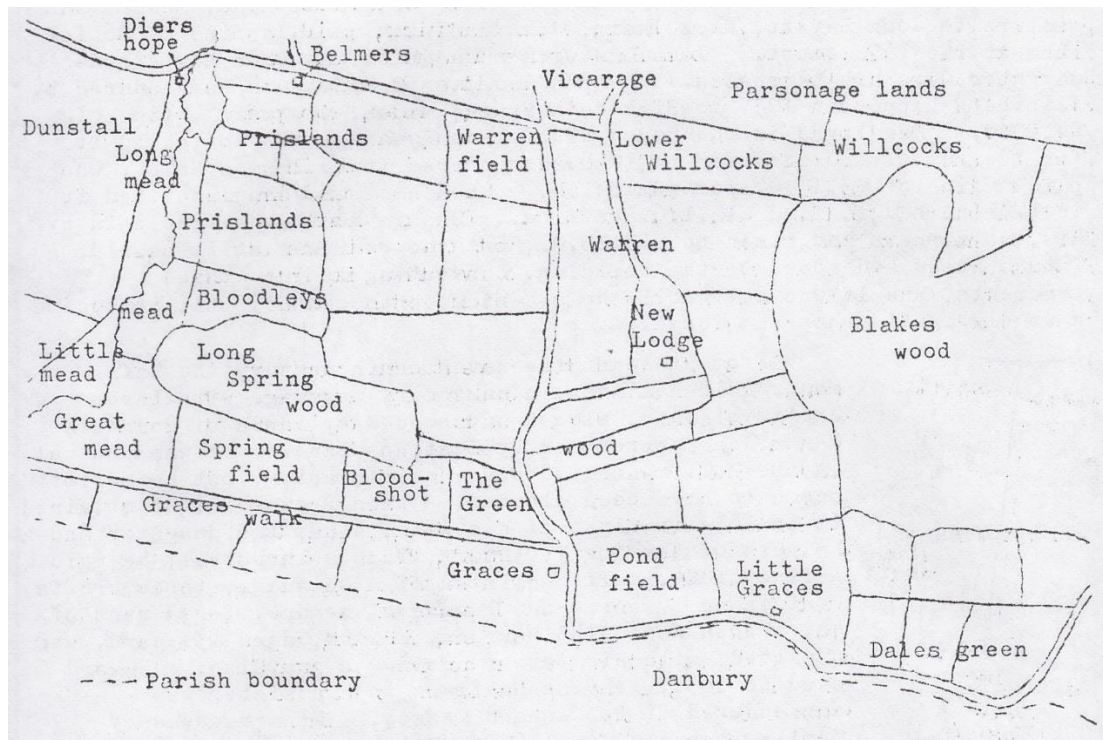 Diers
hope
Belmers
Vicarage
Parsonage lands
Dunstall
Long
mead
Prislands
Warren
field
Lower
Willcocks
Willcocks
Prislands
Warren
Bloodleys
mead
New
Lodge
Blakes
wood
Little
mead
Long
Spring
wood
Great
mead
Spring
field
Blood-
shot
The
Green
wood
Graces walk
Graces
Pond
field
Little
Graces
Dales green
Parish boundary
Danbury